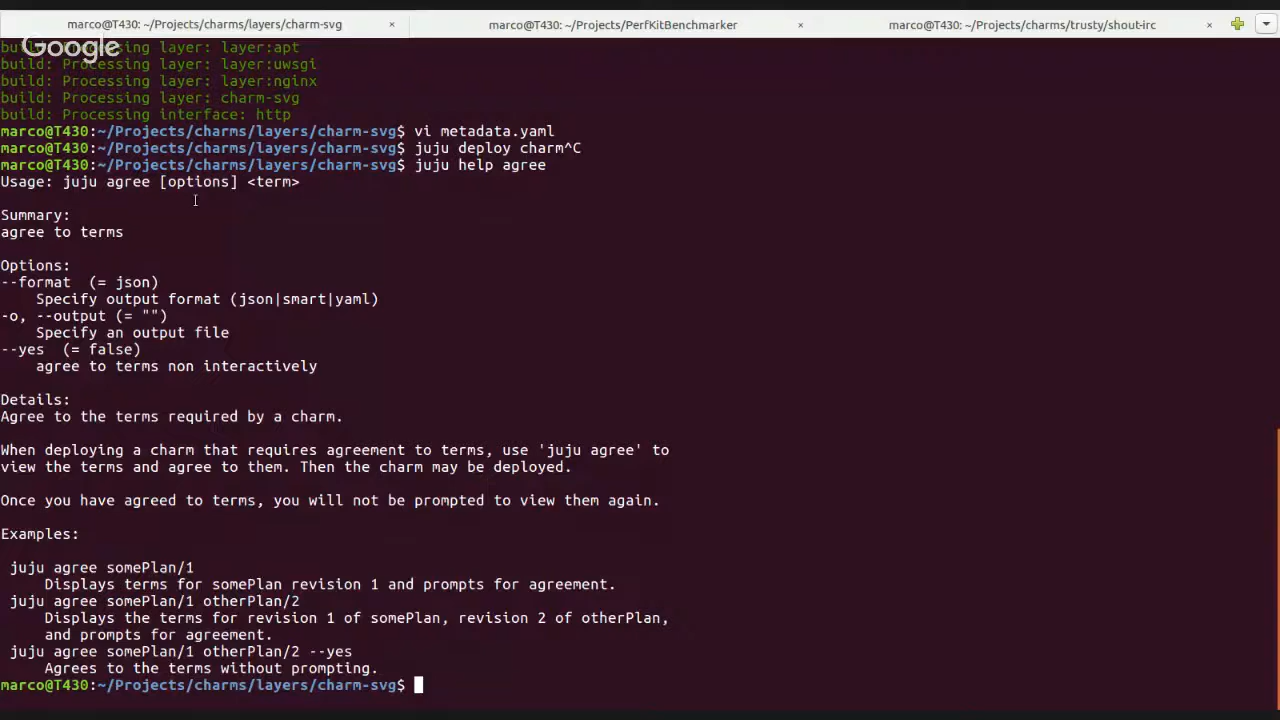 marco@T430: ~/Projects/charms/layers/charm-svg × marco@T430: ~/Projects/PerfKitBenchmarker × marco@T430: ~/Projects/charms/trusty/shout-irc ×
Google
build: Processing layer: layer:apt
build: Processing layer: layer:uwsgi
build: Processing layer: layer:nginx
build: Processing layer: charm-svg
build: Processing interface: http
marco@T430:~/Projects/charms/layers/charm-svg$ vi metadata.yaml
marco@T430:~/Projects/charms/layers/charm-svg$ juju deploy charm^C
marco@T430:~/Projects/charms/layers/charm-svg$ juju help agree
Usage: juju agree [options] <term>
Summary:
agree to terms
Options:
--format  (= json)
    Specify output format (json|smart|yaml)
-o, --output (= "")
    Specify an output file
--yes  (= false)
    agree to terms non interactively
Details:
Agree to the terms required by a charm.
When deploying a charm that requires agreement to terms, use 'juju agree' to
view the terms and agree to them. Then the charm may be deployed.
Once you have agreed to terms, you will not be prompted to view them again.
Examples:
 juju agree somePlan/1
     Displays terms for somePlan revision 1 and prompts for agreement.
 juju agree somePlan/1 otherPlan/2
     Displays the terms for revision 1 of somePlan, revision 2 of otherPlan,
     and prompts for agreement.
 juju agree somePlan/1 otherPlan/2 --yes
     Agrees to the terms without prompting.
marco@T430:~/Projects/charms/layers/charm-svg$